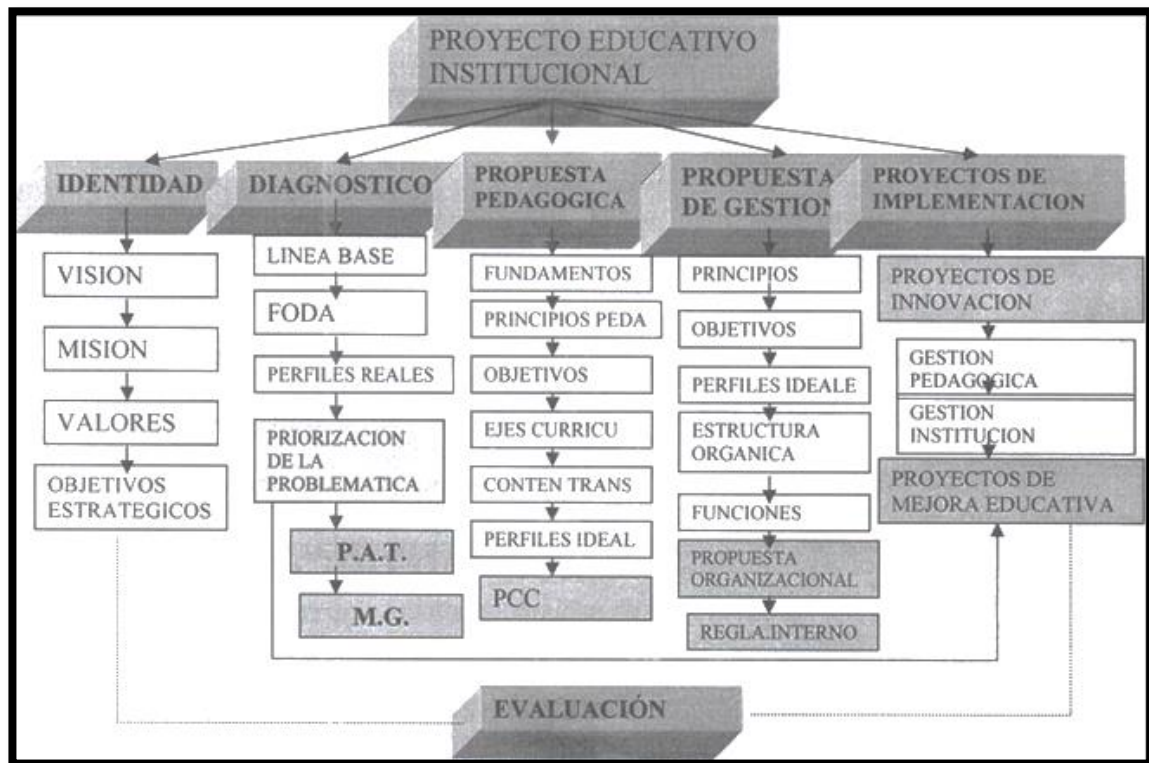 PROYECTO EDUCATIVO
INSTITUCIONAL
IDENTIDAD
VISION
MISION
VALORES
OBJETIVOS
ESTRATEGICOS
DIAGNOSTICO
LINEA BASE
FODA
PERFILES REALES
PRIORIZACION
DE LA
PROBLEMATICA
P.A.T.
M.G.
PROPUESTA
PEDAGOGICA
FUNDAMENTOS
PRINCIPIOS PEDA
OBJETIVOS
EJES CURRICU
CONTEN TRANS
PERFILES IDEAL
PCC
PROPUESTA
DE GESTION
PRINCIPIOS
OBJETIVOS
PERFILES IDEALE
ESTRUCTURA
ORGANICA
FUNCIONES
PROPUESTA
ORGANIZACIONAL
REGLA.INTERNO
PROYECTOS DE
IMPLEMENTACION
PROYECTOS DE
INNOVACION
GESTION
PEDAGOGICA
GESTION
INSTITUCION
PROYECTOS DE
MEJORA EDUCATIVA
EVALUACIÓN